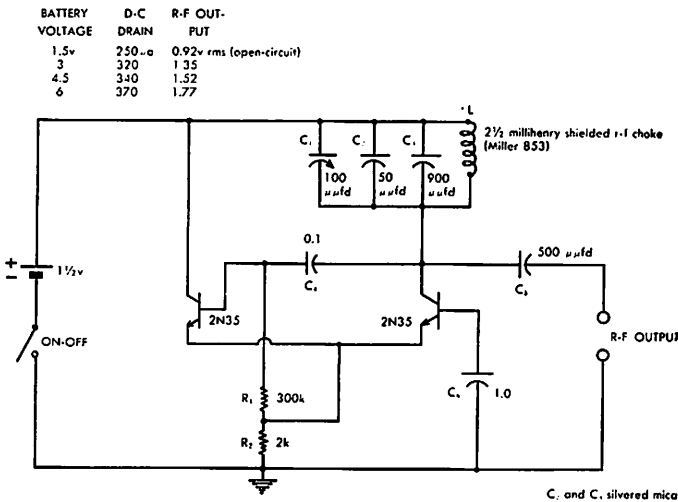 BATTERY VOLTAGE D-C DRAIN R-F OUT-PUT
1.5v 250μa 0.92v rms (open-circuit)
3 320 1 35
4.5 340 1.52
6 370 1.77
L
2½ millihenry shielded r-f choke
(Miller 853)
C₁ C₂ C₃
100 μμfd 50 μμfd 900 μμfd
0.1
500 μμfd
+
−
1½v
C₄
C₅
2N35
2N35
ON-OFF
R-F OUTPUT
R₁ 300k
1.0
R₂ 2k
C₂ and C₃ silvered mica